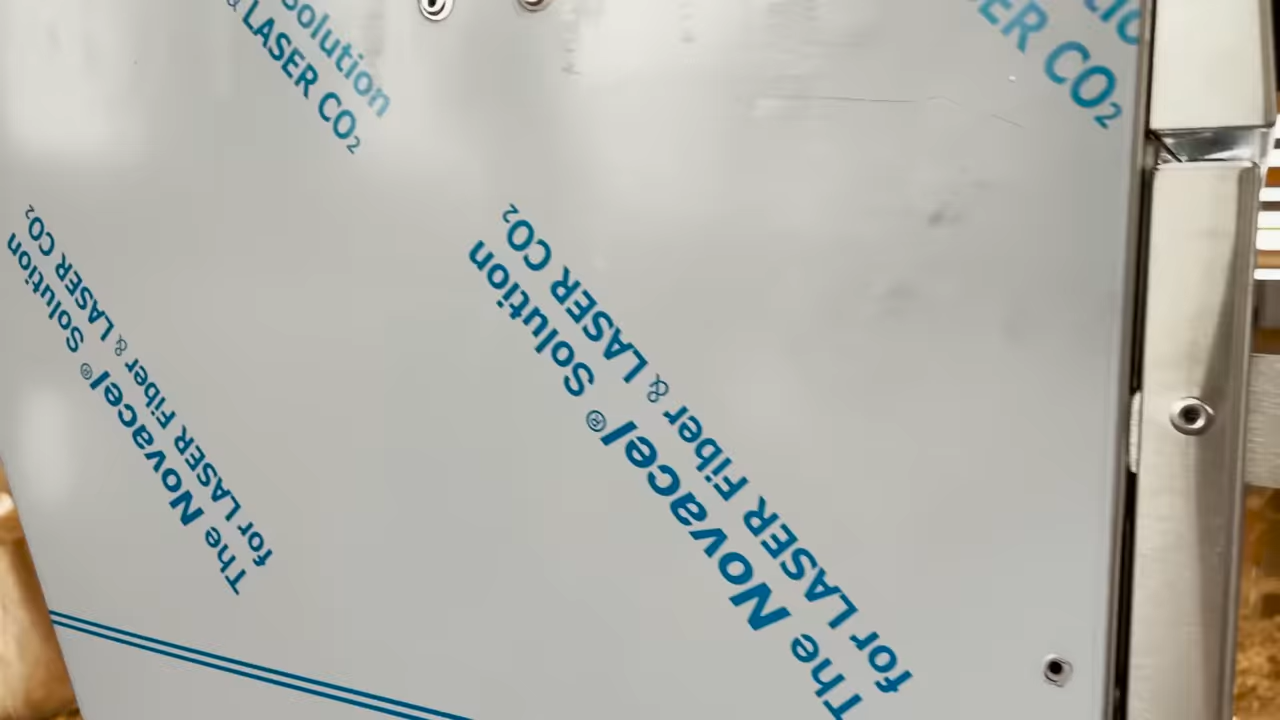 Solution
& LASER CO2
ER CO2
The Novacel® Solution
for LASER Fiber & LASER CO2
The Novacel® Solution
for LASER Fiber & LASER CO2